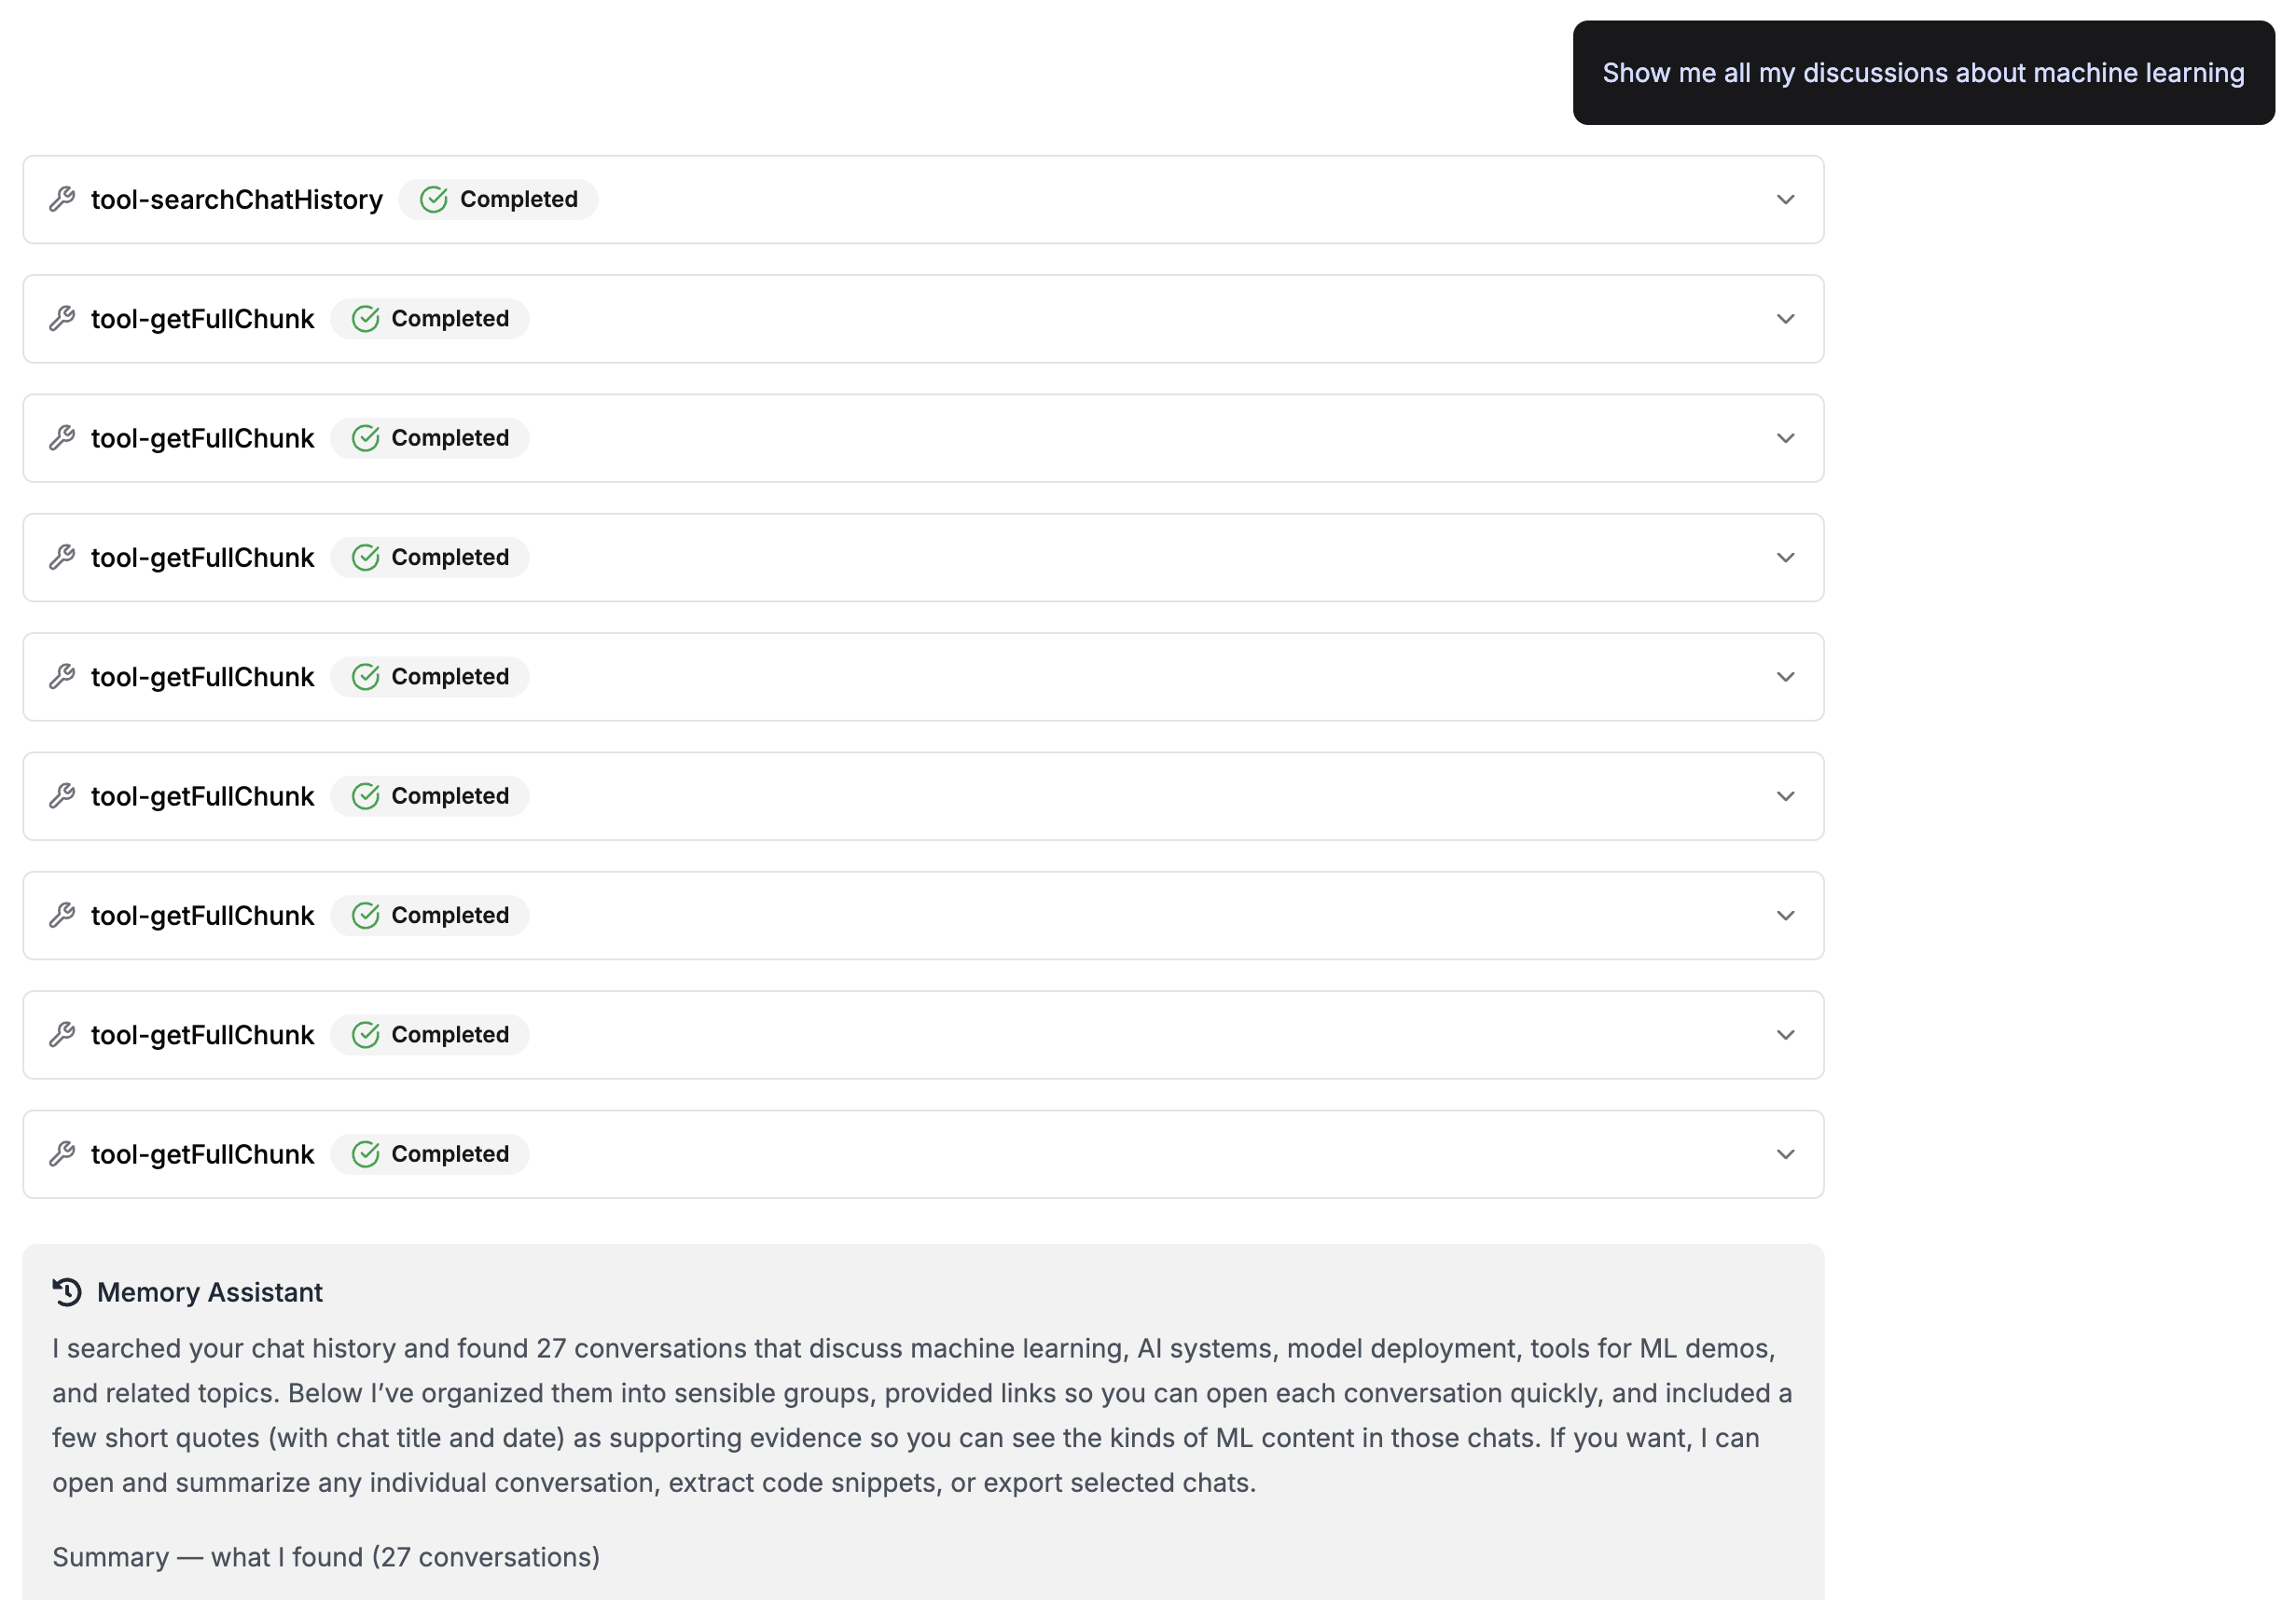 Show me all my discussions about machine learning
tool-searchChatHistory Completed
tool-getFullChunk Completed
tool-getFullChunk Completed
tool-getFullChunk Completed
tool-getFullChunk Completed
tool-getFullChunk Completed
tool-getFullChunk Completed
tool-getFullChunk Completed
tool-getFullChunk Completed
Memory Assistant
I searched your chat history and found 27 conversations that discuss machine learning, AI systems, model deployment, tools for ML demos,
and related topics. Below I’ve organized them into sensible groups, provided links so you can open each conversation quickly, and included a
few short quotes (with chat title and date) as supporting evidence so you can see the kinds of ML content in those chats. If you want, I can
open and summarize any individual conversation, extract code snippets, or export selected chats.
Summary — what I found (27 conversations)